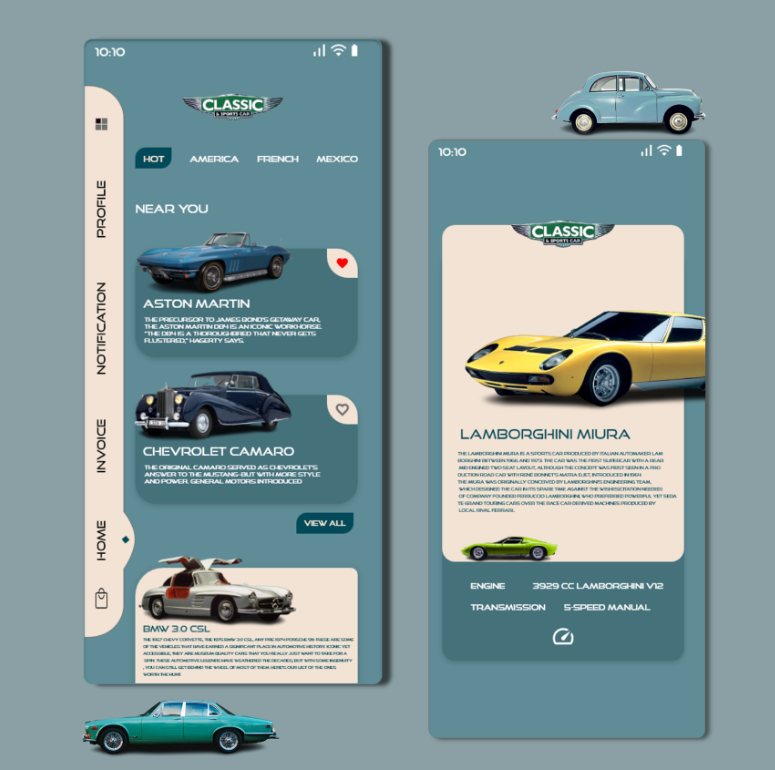 10:10
CLASSIC
& SPORTS CAR
HOT AMERICA FRENCH MEXICO
NEAR YOU
PROFILE
NOTIFICATION
INVOICE
HOME
ASTON MARTIN
THE PRECURSOR TO JAMES BOND'S GETAWAY CAR,
THE ASTON MARTIN DB4 IS AN ICONIC WORKHORSE.
"THE DB4 IS A THOROUGHBRED THAT NEVER GETS
FLUSTERED," HAGERTY SAYS.
CHEVROLET CAMARO
THE ORIGINAL CAMARO SERVED AS CHEVROLET'S
ANSWER TO THE MUSTANG-BUT WITH MORE STYLE
AND POWER. GENERAL MOTORS INTRODUCED
VIEW ALL
BMW 3.0 CSL
THE 1967 CHEVY CORVETTE, THE 1975 BMW 3.0 CSL, ANY PRE 1974 PORSCHE 911: THESE ARE SOME
OF THE VEHICLES THAT HAVE EARNED A SIGNIFICANT PLACE IN AUTOMOTIVE HISTORY. ICONIC YET
ACCESSIBLE, THEY ARE MUSEUM QUALITY CARS THAT YOU REALLY JUST WANT TO TAKE FOR A
SPIN. THESE AUTOMOTIVE LEGENDS HAVE WEATHERED THE DECADES, BUT WITH SOME INGENUITY
, YOU CAN STILL GET BEHIND THE WHEEL OF MOST OF THEM. HERE'S OUR LIST OF THE ONES
WORTH THE HUNT.
10:10
CLASSIC
& SPORTS CAR
LAMBORGHINI MIURA
THE LAMBORGHINI MIURA IS A SPORTS CAR PRODUCED BY ITALIAN AUTOMAKER LAM
BORGHINI BETWEEN 1966 AND 1973. THE CAR WAS THE FIRST SUPERCAR WITH A REAR
MID-ENGINED TWO-SEAT LAYOUT, ALTHOUGH THE CONCEPT WAS FIRST SEEN IN A PRO
DUCTION ROAD CAR WITH RENÉ BONNET'S MATRA DJET, INTRODUCED IN 1964
THE MIURA WAS ORIGINALLY CONCEIVED BY LAMBORGHINI'S ENGINEERING TEAM,
WHICH DESIGNED THE CAR IN ITS SPARE TIME AGAINST THE WISHES
OF COMPANY FOUNDER FERRUCCIO LAMBORGHINI, WHO PREFERRED POWERFUL YET SEDA
TE GRAND TOURING CARS OVER THE RACE CAR-DERIVED MACHINES PRODUCED BY
LOCAL RIVAL FERRARI.
ENGINE 3929 CC LAMBORGHINI V12
TRANSMISSION 5-SPEED MANUAL